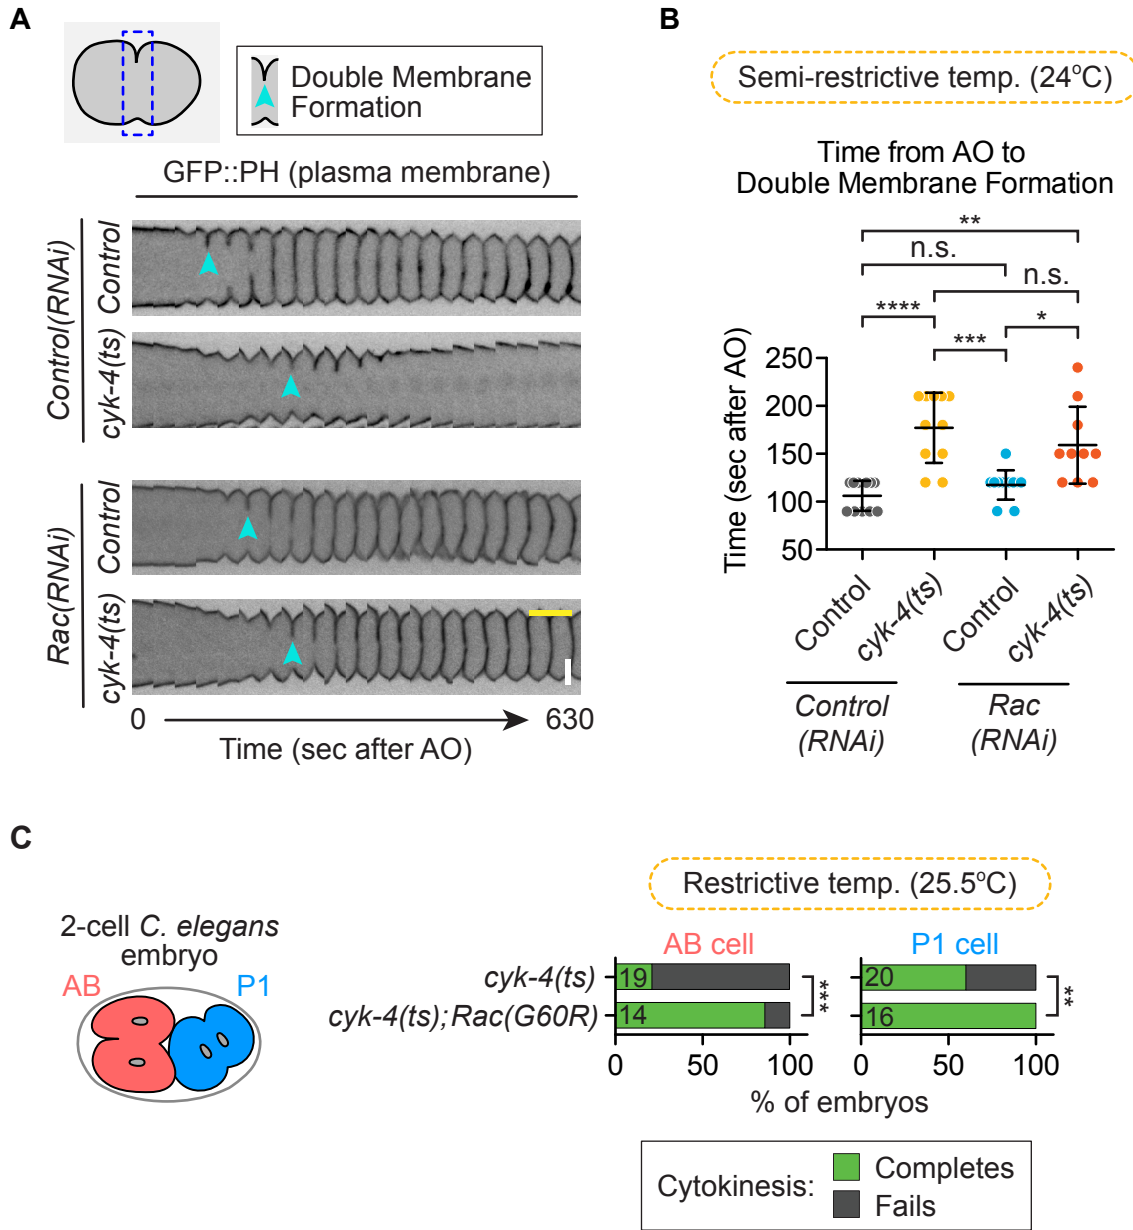 A
Double Membrane
Formation
GFP::PH (plasma membrane)
Control(RNAi)
Control
cyk-4(ts)
Rac(RNAi)
Control
cyk-4(ts)
0
630
Time (sec after AO)
B
Semi-restrictive temp. (24°C)
Time from AO to
Double Membrane Formation
**
n.s.
n.s.
****
*
***
Time (sec after AO)
250
200
150
100
50
Control
cyk-4(ts)
Control
cyk-4(ts)
Control
(RNAi)
Rac
(RNAi)
C
2-cell C. elegans
embryo
AB
P1
Restrictive temp. (25.5°C)
AB cell
P1 cell
cyk-4(ts)
19
20
cyk-4(ts);Rac(G60R)
14
16
***
**
0
50
100
0
50
100
% of embryos
Cytokinesis:
Completes
Fails